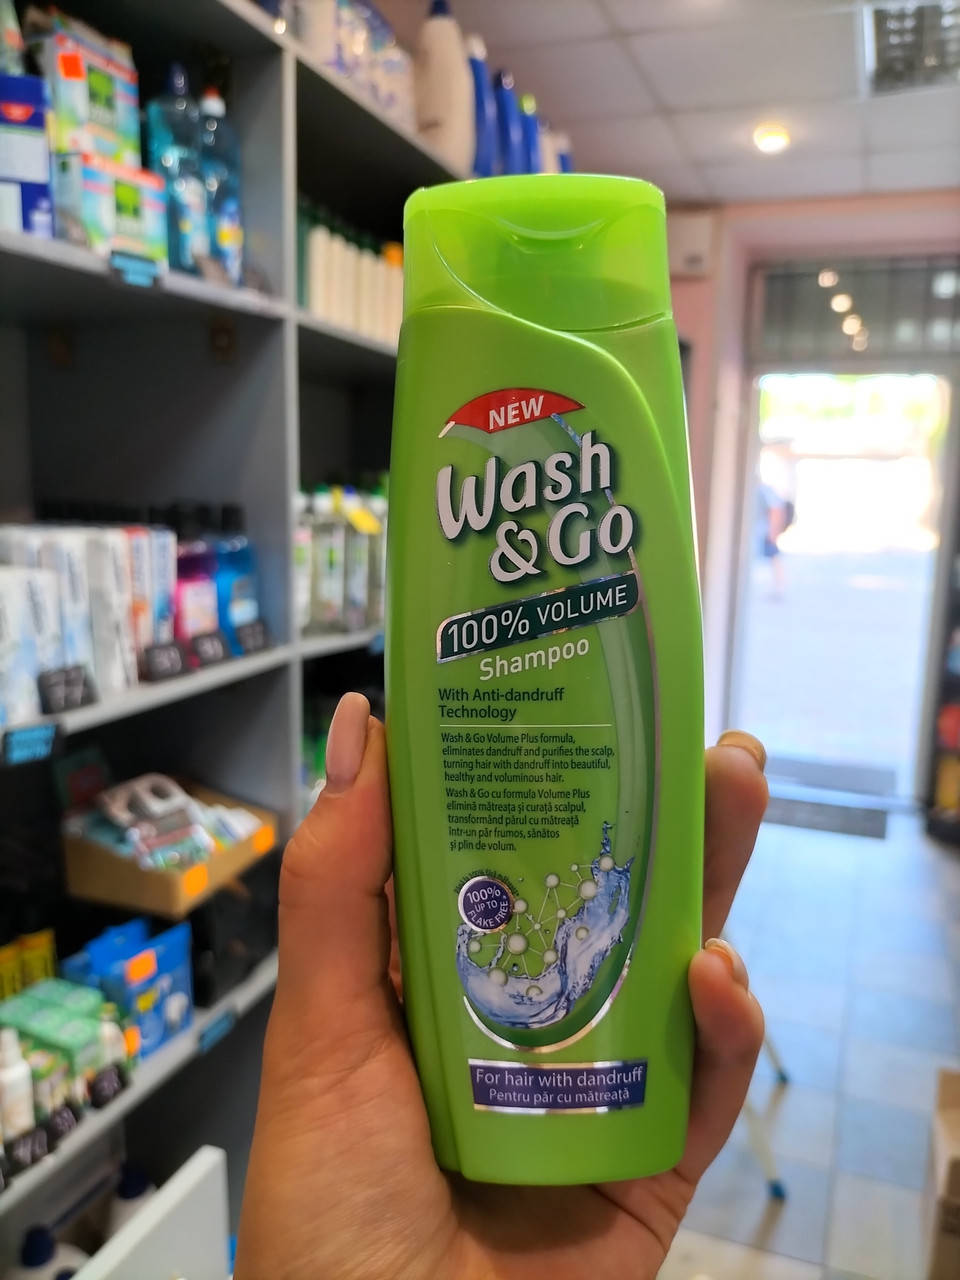 NEW
Wash
& Go
100% VOLUME
Shampoo
With Anti-dandruff
Technology
Wash & Go Volume Plus formula,
eliminates dandruff and purifies the scalp,
turning hair with dandruff into beautiful,
healthy and voluminous hair.
Wash & Go cu formula Volume Plus
elimină mătreața și curață scalpul,
transformând părul cu mătreață
într-un păr frumos, sănătos
și plin de volum.
100%
UP TO
FLAKE FREE*
For hair with dandruff
Pentru păr cu mătreață